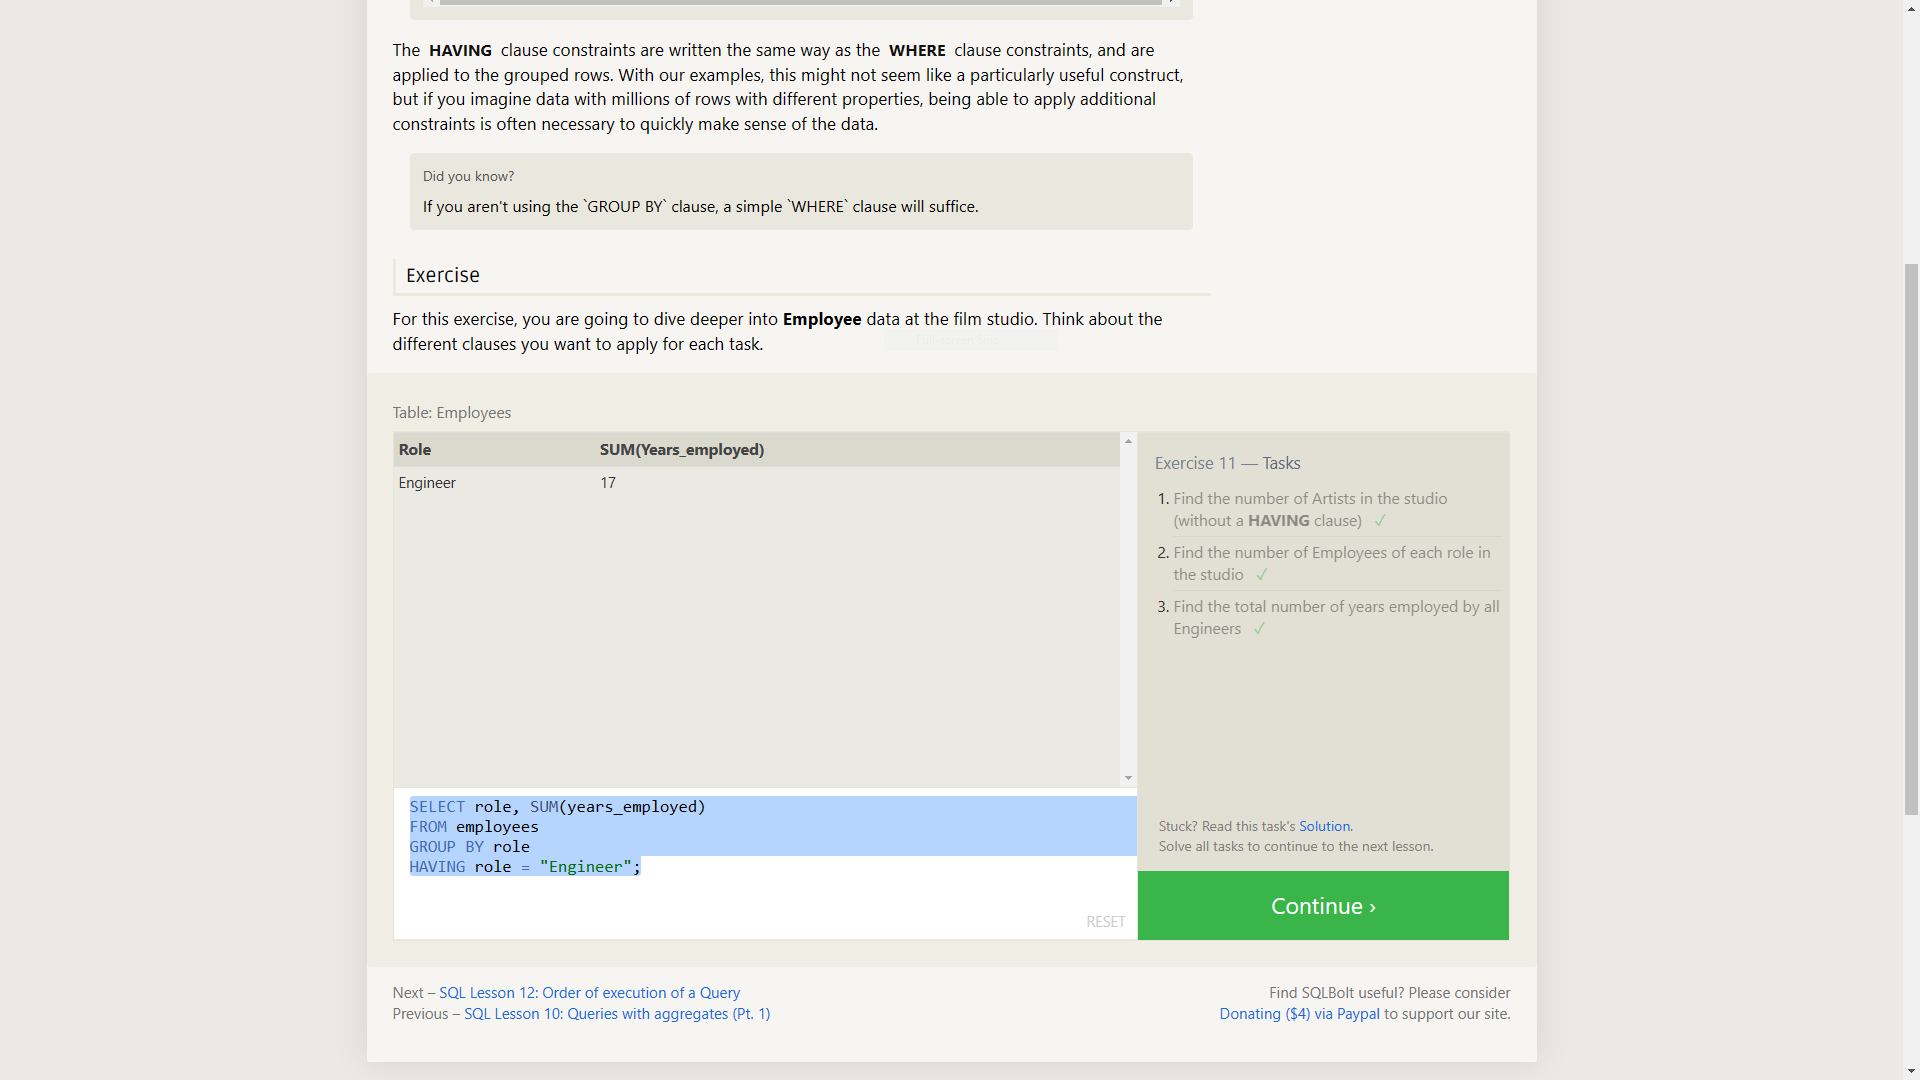 The HAVING clause constraints are written the same way as the WHERE clause constraints, and are
applied to the grouped rows. With our examples, this might not seem like a particularly useful construct,
but if you imagine data with millions of rows with different properties, being able to apply additional
constraints is often necessary to quickly make sense of the data.
Did you know?
If you aren't using the `GROUP BY` clause, a simple `WHERE` clause will suffice.
Exercise
For this exercise, you are going to dive deeper into Employee data at the film studio. Think about the
different clauses you want to apply for each task.
Table: Employees
Role SUM(Years_employed)
Engineer 17
SELECT role, SUM(years_employed)
FROM employees
GROUP BY role
HAVING role = "Engineer";
RESET
Exercise 11 — Tasks
1. Find the number of Artists in the studio
(without a HAVING clause) ✓
2. Find the number of Employees of each role in
the studio ✓
3. Find the total number of years employed by all
Engineers ✓
Stuck? Read this task's Solution.
Solve all tasks to continue to the next lesson.
Continue ›
Next – SQL Lesson 12: Order of execution of a Query
Previous – SQL Lesson 10: Queries with aggregates (Pt. 1)
Find SQLBolt useful? Please consider
Donating ($4) via Paypal to support our site.